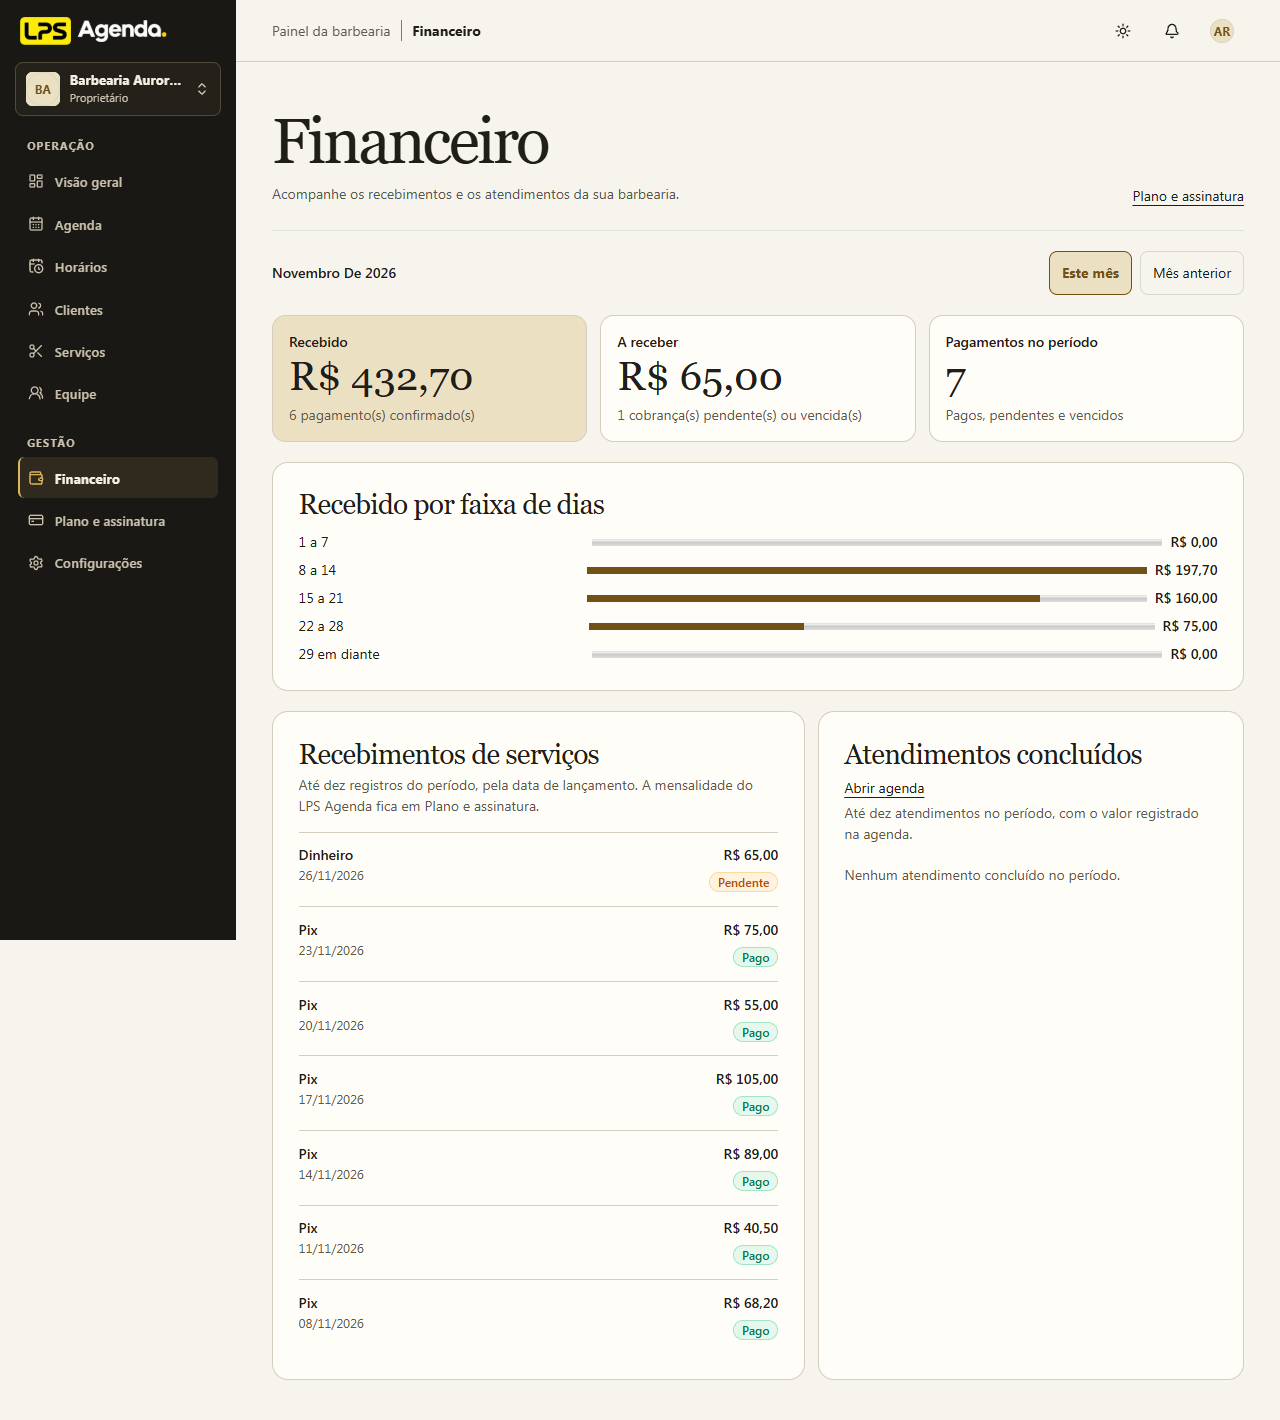 LPS Agenda.
BA
Barbearia Auror...
Proprietário
OPERAÇÃO
Visão geral
Agenda
Horários
Clientes
Serviços
Equipe
GESTÃO
Financeiro
Plano e assinatura
Configurações
Painel da barbearia
Financeiro
AR
Financeiro
Acompanhe os recebimentos e os atendimentos da sua barbearia.
Plano e assinatura
Novembro De 2026
Este mês
Mês anterior
Recebido
R$ 432,70
6 pagamento(s) confirmado(s)
A receber
R$ 65,00
1 cobrança(s) pendente(s) ou vencida(s)
Pagamentos no período
7
Pagos, pendentes e vencidos
Recebido por faixa de dias
1 a 7 R$ 0,00
8 a 14 R$ 197,70
15 a 21 R$ 160,00
22 a 28 R$ 75,00
29 em diante R$ 0,00
Recebimentos de serviços
Até dez registros do período, pela data de lançamento. A mensalidade do
LPS Agenda fica em Plano e assinatura.
Dinheiro R$ 65,00
26/11/2026 Pendente
Pix R$ 75,00
23/11/2026 Pago
Pix R$ 55,00
20/11/2026 Pago
Pix R$ 105,00
17/11/2026 Pago
Pix R$ 89,00
14/11/2026 Pago
Pix R$ 40,50
11/11/2026 Pago
Pix R$ 68,20
08/11/2026 Pago
Atendimentos concluídos
Abrir agenda
Até dez atendimentos no período, com o valor registrado
na agenda.
Nenhum atendimento concluído no período.